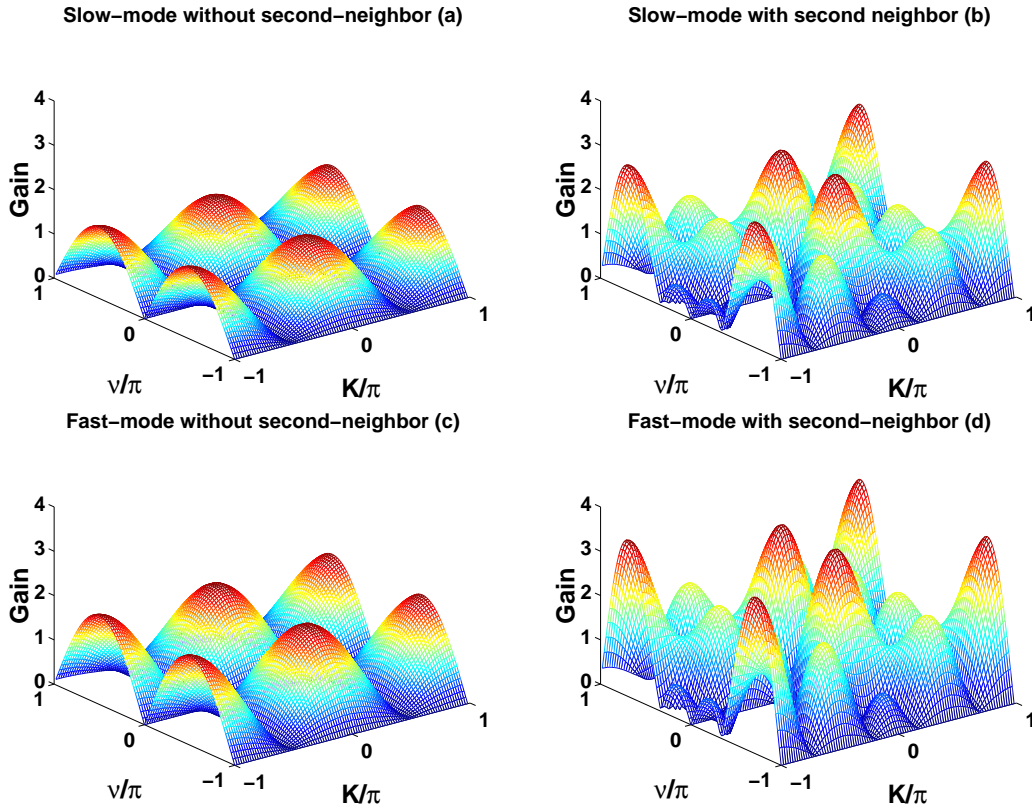 Slow−mode without second−neighbor (a)
Slow−mode with second neighbor (b)
4
3
2
1
0
Gain
1
0
−1
ν/π
−1
0
1
K/π
4
3
2
1
0
Gain
1
0
−1
ν/π
−1
0
1
K/π
Fast−mode without second−neighbor (c)
Fast−mode with second−neighbor (d)
4
3
2
1
0
Gain
1
0
−1
ν/π
−1
0
1
K/π
4
3
2
1
0
Gain
1
0
−1
ν/π
−1
0
1
K/π